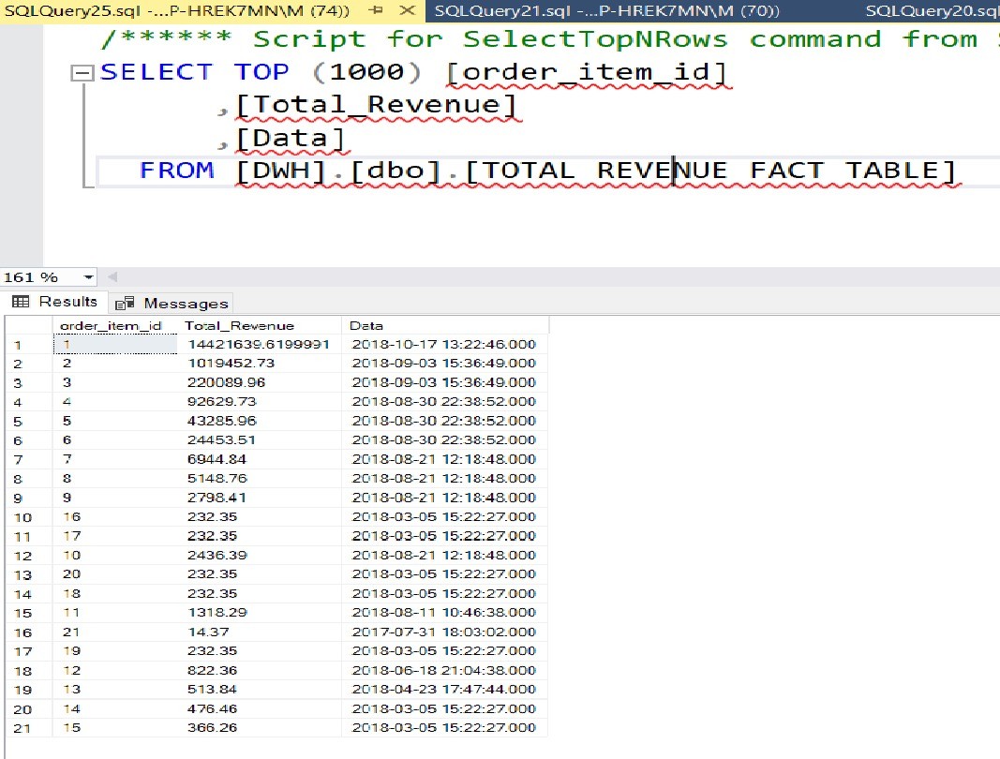 SQLQuery25.sql -...P-HREK7MN\M (74)) SQLQuery21.sql -...P-HREK7MN\M (70)) SQLQuery20.sql
/****** Script for SelectTopNRows command from
SELECT TOP (1000) [order_item_id]
,[Total_Revenue]
,[Data]
FROM [DWH].[dbo].[TOTAL REVENUE FACT TABLE]
161 %
Results Messages
order_item_id Total_Revenue Data
1 1 14421639.6199991 2018-10-17 13:22:46.000
2 2 1019452.73 2018-09-03 15:36:49.000
3 3 220089.96 2018-09-03 15:36:49.000
4 4 92629.73 2018-08-30 22:38:52.000
5 5 43285.96 2018-08-30 22:38:52.000
6 6 24453.51 2018-08-30 22:38:52.000
7 7 6944.84 2018-08-21 12:18:48.000
8 8 5148.76 2018-08-21 12:18:48.000
9 9 2798.41 2018-08-21 12:18:48.000
10 16 232.35 2018-03-05 15:22:27.000
11 17 232.35 2018-03-05 15:22:27.000
12 10 2436.39 2018-08-21 12:18:48.000
13 20 232.35 2018-03-05 15:22:27.000
14 18 232.35 2018-03-05 15:22:27.000
15 11 1318.29 2018-08-11 10:46:38.000
16 21 14.37 2017-07-31 18:03:02.000
17 19 232.35 2018-03-05 15:22:27.000
18 12 822.36 2018-06-18 21:04:38.000
19 13 513.84 2018-04-23 17:47:44.000
20 14 476.46 2018-03-05 15:22:27.000
21 15 366.26 2018-03-05 15:22:27.000